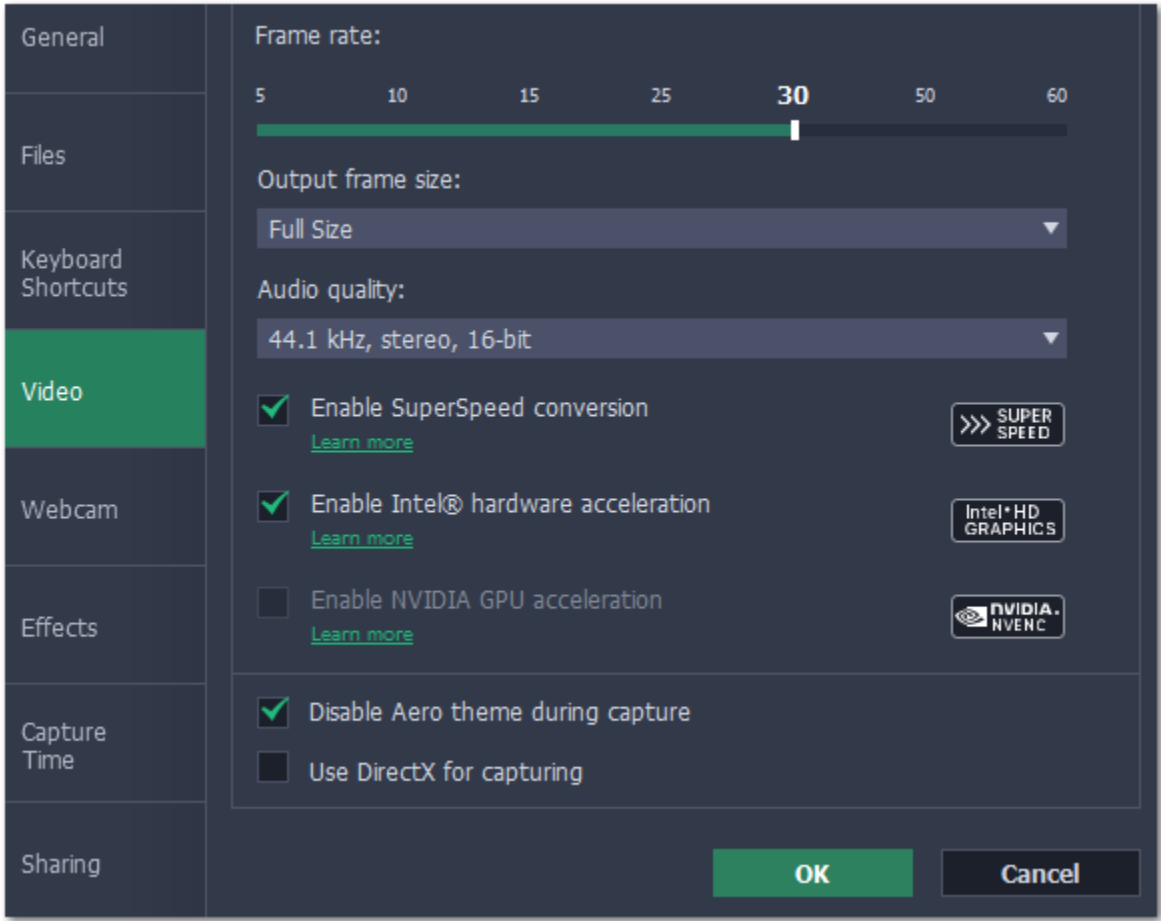 General
Files
Keyboard
Shortcuts
Video
Webcam
Effects
Capture
Time
Sharing
Frame rate:
5 10 15 25 30 50 60
Output frame size:
Full Size
Audio quality:
44.1 kHz, stereo, 16-bit
Enable SuperSpeed conversion
Learn more
SUPER
SPEED
Enable Intel® hardware acceleration
Learn more
Intel•HD
GRAPHICS
Enable NVIDIA GPU acceleration
Learn more
NVIDIA.
NVENC
Disable Aero theme during capture
Use DirectX for capturing
OK Cancel